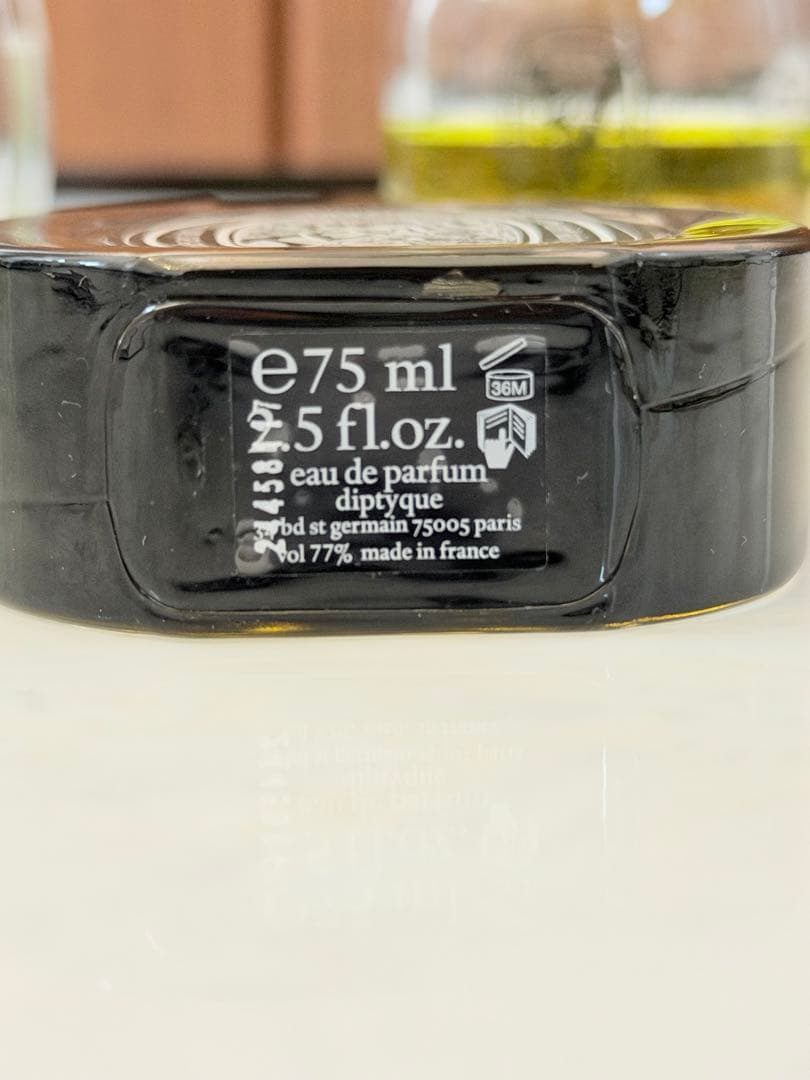 e75 ml
36M
2.5 fl.oz.
eau de parfum
diptyque
34 bd st germain 75005 paris
vol 77% made in france